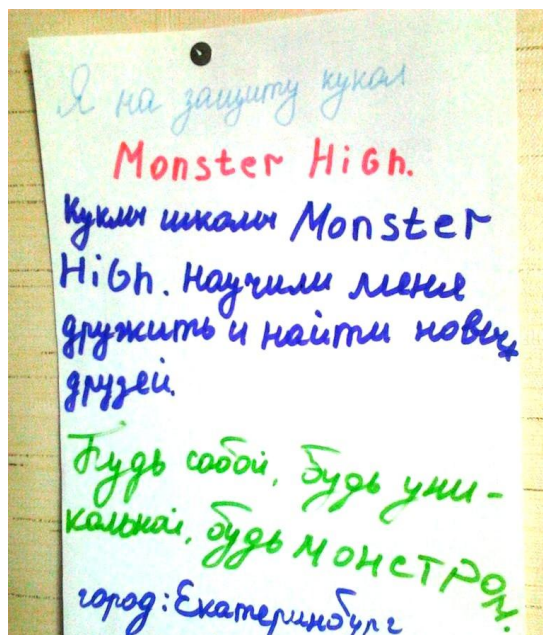 Я на защиту кукол
Monster High.
Куклы школы Monster
High. научили меня
дружить и найти новых
друзей.
Будь собой, будь уни-
кальной, будь монстром.
город: Екатеринбург